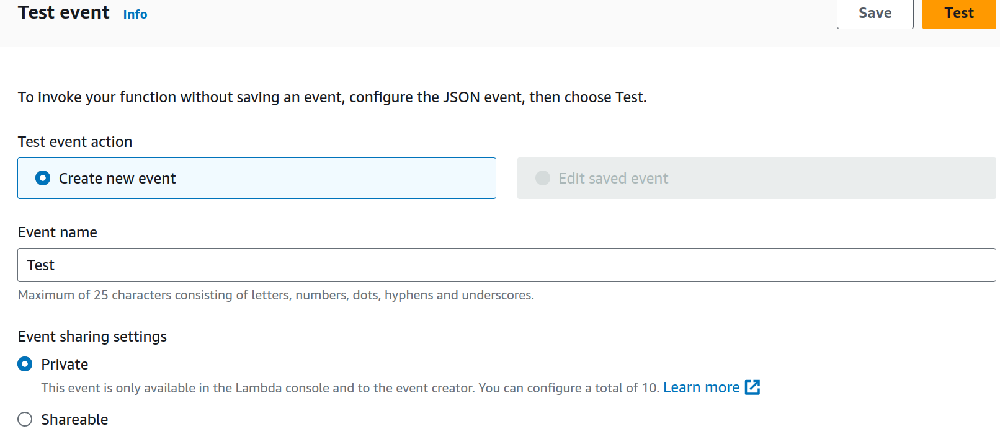 Test event Info Save Test
To invoke your function without saving an event, configure the JSON event, then choose Test.
Test event action
Create new event Edit saved event
Event name
Test
Maximum of 25 characters consisting of letters, numbers, dots, hyphens and underscores.
Event sharing settings
Private
This event is only available in the Lambda console and to the event creator. You can configure a total of 10. Learn more
Shareable